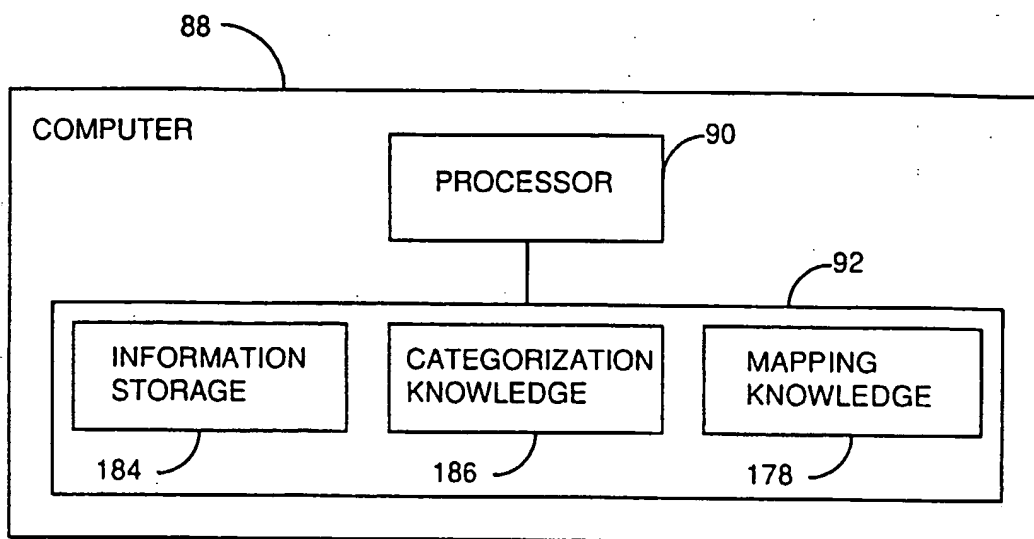 88
COMPUTER
90
PROCESSOR
92
INFORMATION
STORAGE
CATEGORIZATION
KNOWLEDGE
MAPPING
KNOWLEDGE
184
186
178